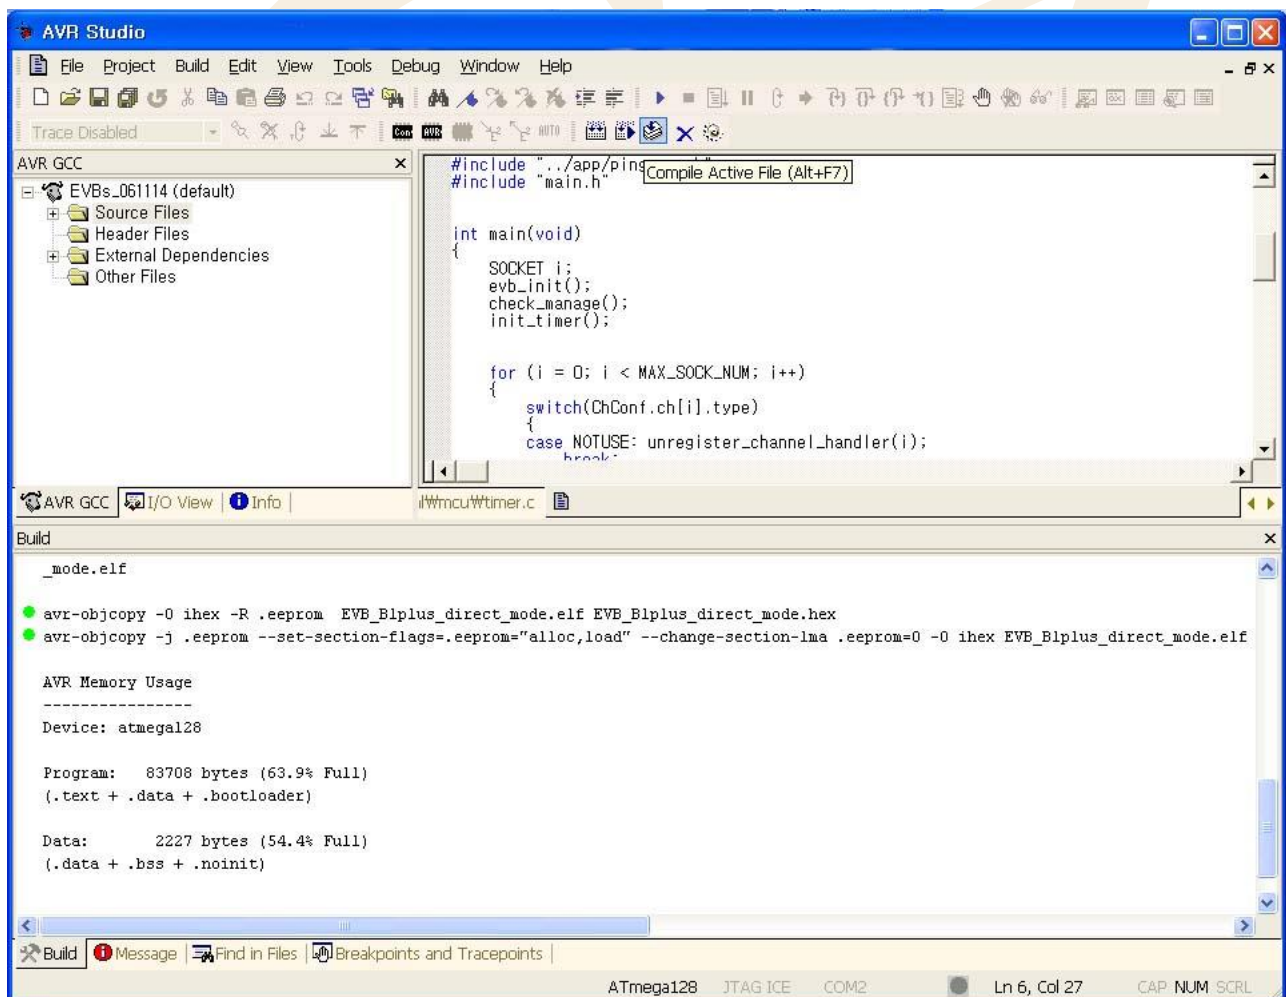 AVR Studio
File Project Build Edit View Tools Debug Window Help
Trace Disabled
Con AVR AUTO
AVR GCC
EVBs_061114 (default)
Source Files
Header Files
External Dependencies
Other Files
#include "../app/ping
Compile Active File (Alt+F7)
#include "main.h"
int main(void)
{
SOCKET i;
evb_init();
check_manage();
init_timer();
for (i = 0; i < MAX_SOCK_NUM; i++)
{
switch(ChConf.ch[i].type)
{
case NOTUSE: unregister_channel_handler(i);
break;
AVR GCC I/O View Info
l₩mcu₩timer.c
Build
_mode.elf
avr-objcopy -O ihex -R .eeprom EVB_B1plus_direct_mode.elf EVB_B1plus_direct_mode.hex
avr-objcopy -j .eeprom --set-section-flags=.eeprom="alloc,load" --change-section-lma .eeprom=0 -O ihex EVB_B1plus_direct_mode.elf
AVR Memory Usage
----------------
Device: atmega128
Program: 83708 bytes (63.9% Full)
(.text + .data + .bootloader)
Data: 2227 bytes (54.4% Full)
(.data + .bss + .noinit)
Build Message Find in Files Breakpoints and Tracepoints
ATmega128 JTAG ICE COM2 Ln 6, Col 27 CAP NUM SCRL